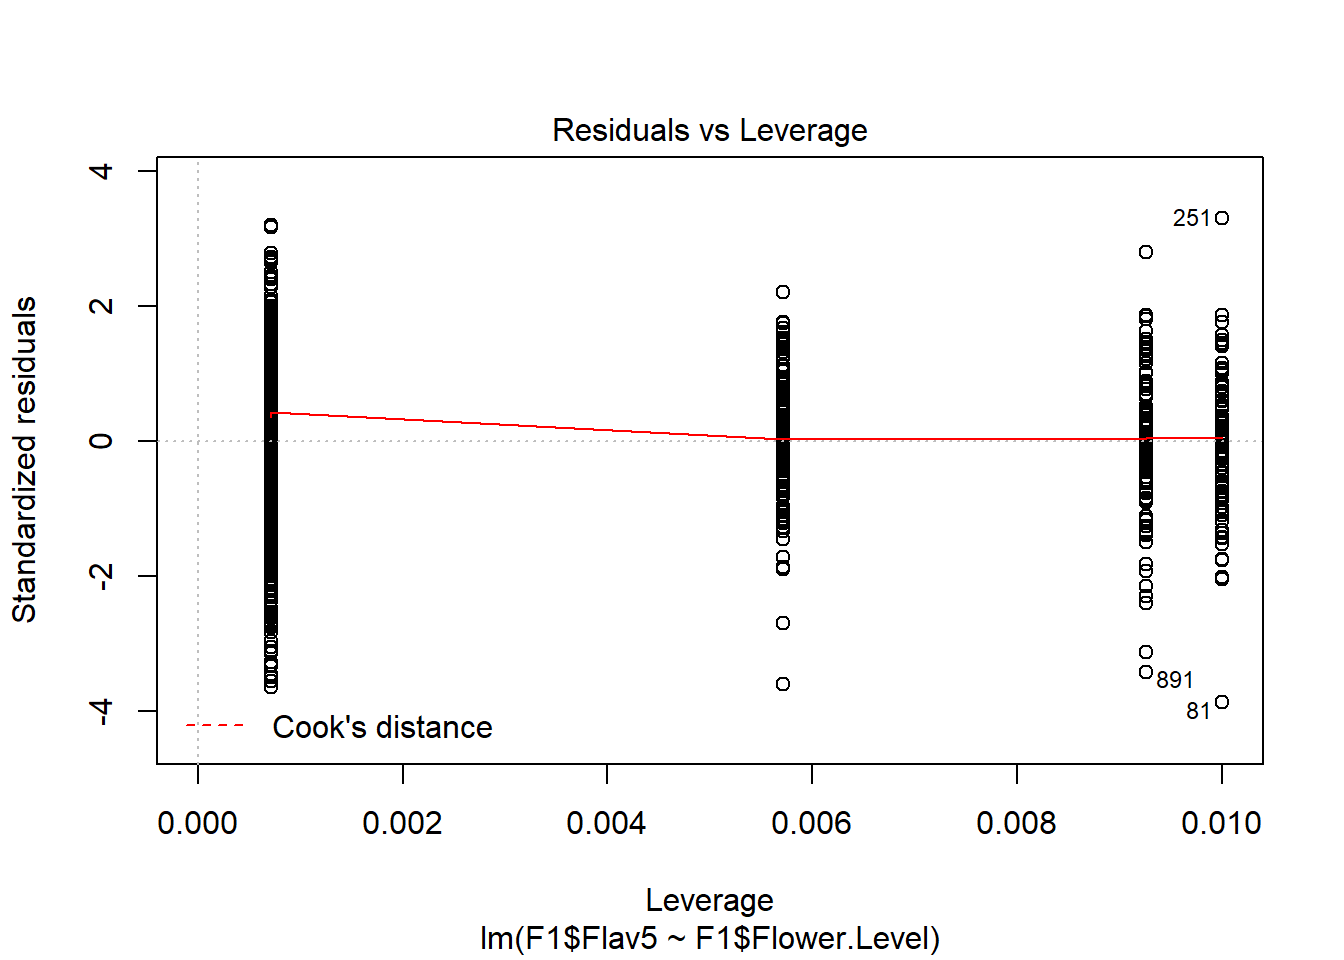 Residuals vs Leverage
Standardized residuals
4
2
0
-2
-4
251
891
81
Cook's distance
0.000 0.002 0.004 0.006 0.008 0.010
Leverage
lm(F1$Flav5 ~ F1$Flower.Level)